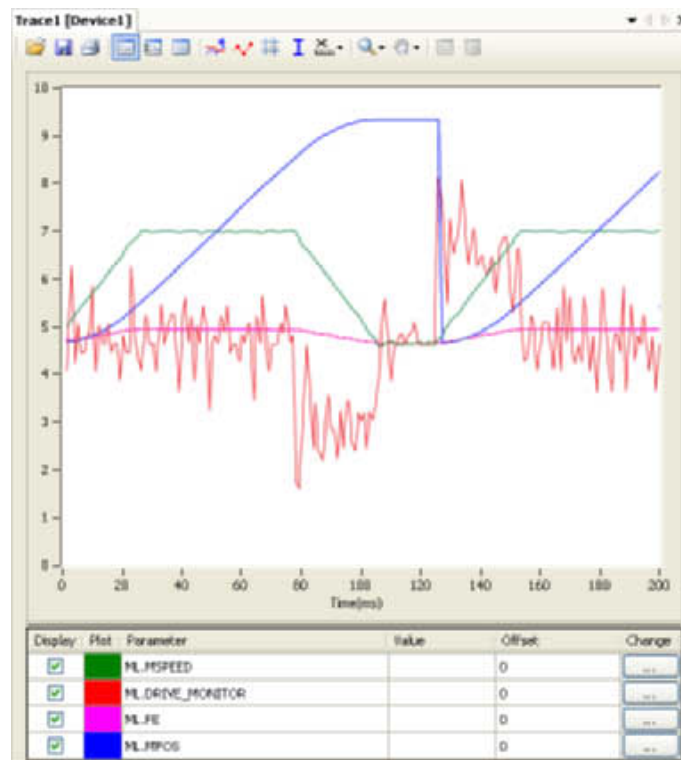 Trace1 [Device1]
10
9
8
7
6
5
4
3
2
1
0
0 20 40 60 80 100 120 140 160 180 200
Time(ms)
Display Plot Parameter Value Offset Change
ML.MSPEED 0 ...
ML.DRIVE_MONITOR 0 ...
ML.FE 0 ...
ML.MPOS 0 ...